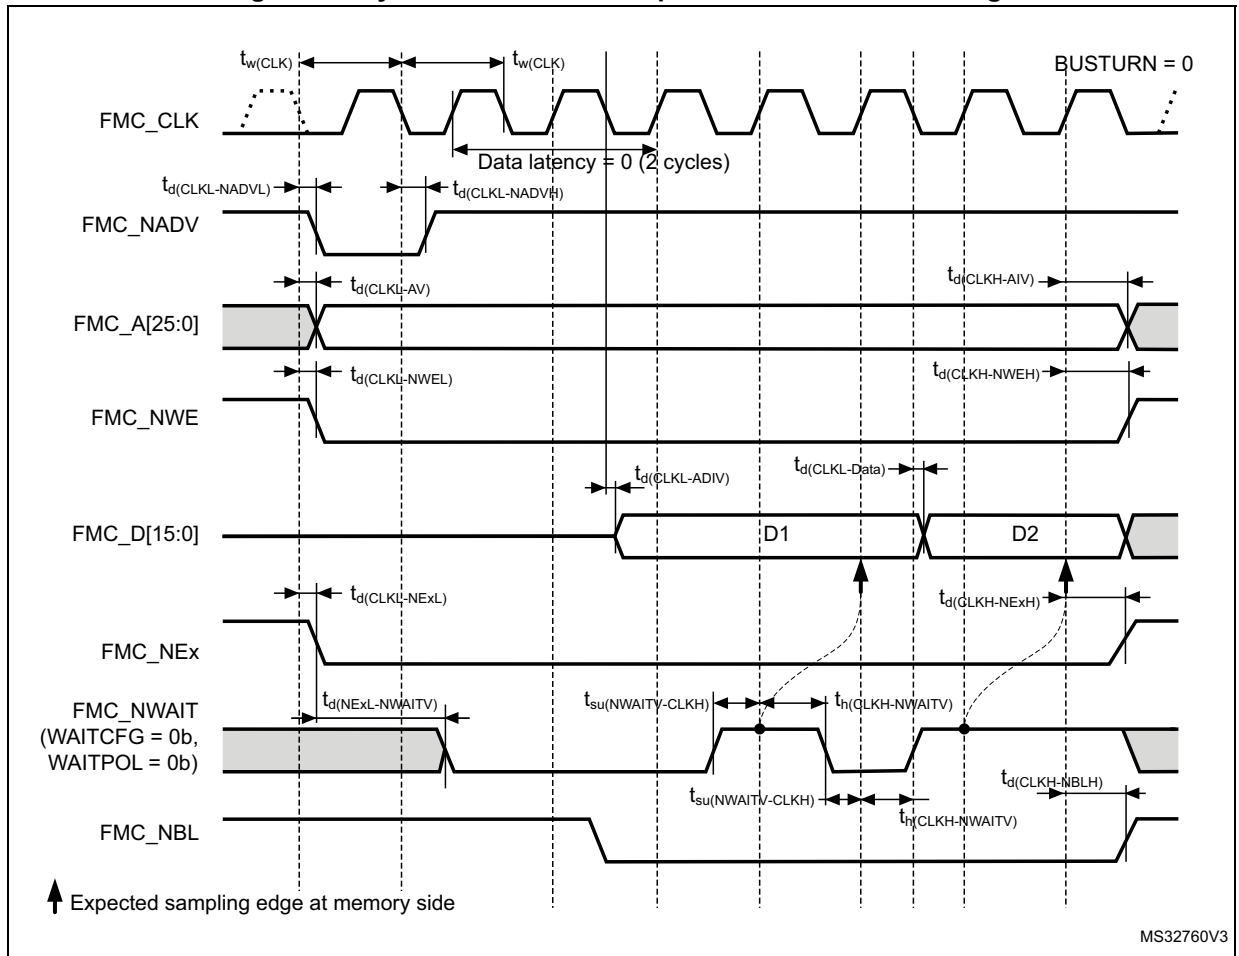 tw(CLK) tw(CLK) BUSTURN = 0
FMC_CLK
Data latency = 0 (2 cycles)
td(CLKL-NADVL) td(CLKL-NADVH)
FMC_NADV
td(CLKL-AV) td(CLKH-AIV)
FMC_A[25:0]
td(CLKL-NWEL) td(CLKH-NWEH)
FMC_NWE
td(CLKL-ADIV) td(CLKL-Data)
FMC_D[15:0] D1 D2
td(CLKL-NExL) td(CLKH-NExH)
FMC_NEx
td(NExL-NWAITV) tsu(NWAITV-CLKH) th(CLKH-NWAITV)
FMC_NWAIT
(WAITCFG = 0b,
WAITPOL = 0b)
td(CLKH-NBLH)
tsu(NWAITV-CLKH) th(CLKH-NWAITV)
FMC_NBL
Expected sampling edge at memory side
MS32760V3